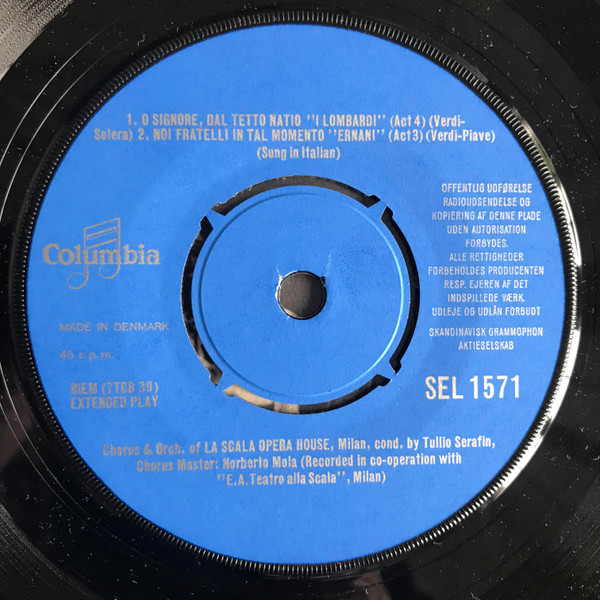 1. O SIGNORE, DAL TETTO NATIO "I LOMBARDI" (Act 4) (Verdi-
Solera) 2. NOI FRATELLI IN TAL MOMENTO "ERNANI" (Act3) (Verdi-Piave)
(Sung in Italian)
Columbia
MADE IN DENMARK
45 r.p.m.
BIEM (7TCB 39)
EXTENDED PLAY
OFFENTLIG UDFØRELSE
RADIOUDSENDELSE OG
KOPIERING AF DENNE PLADE
UDEN AUTORISATION
FORBYDES.
ALLE RETTIGHEDER
FORBEHOLDES PRODUCENTEN
RESP. EJEREN AF DET
INDSPILLEDE VÆRK.
UDLEJE OG UDLÅN FORBUDT
SKANDINAVISK GRAMMOPHON
AKTIESELSKAB
SEL 1571
Chorus & Orch. of LA SCALA OPERA HOUSE, Milan, cond. by Tullio Serafin,
Chorus Master: Norberto Mola (Recorded in co-operation with
"E.A. Teatro alla Scala", Milan)